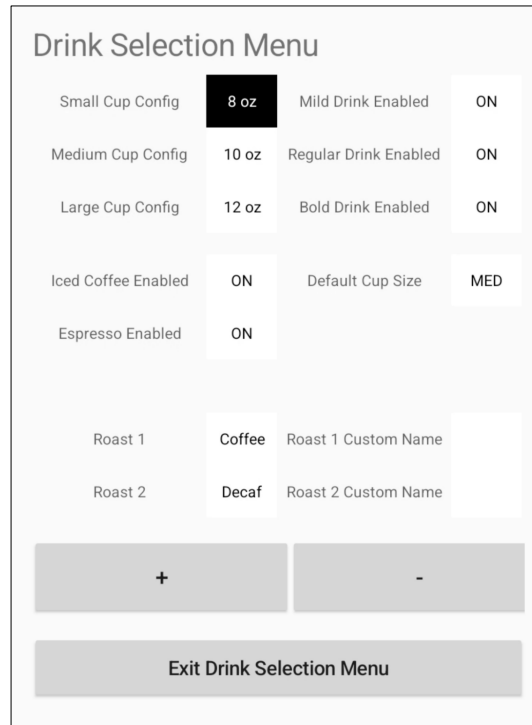 Drink Selection Menu
Small Cup Config 8 oz Mild Drink Enabled ON
Medium Cup Config 10 oz Regular Drink Enabled ON
Large Cup Config 12 oz Bold Drink Enabled ON
Iced Coffee Enabled ON Default Cup Size MED
Espresso Enabled ON
Roast 1 Coffee Roast 1 Custom Name
Roast 2 Decaf Roast 2 Custom Name
+ -
Exit Drink Selection Menu